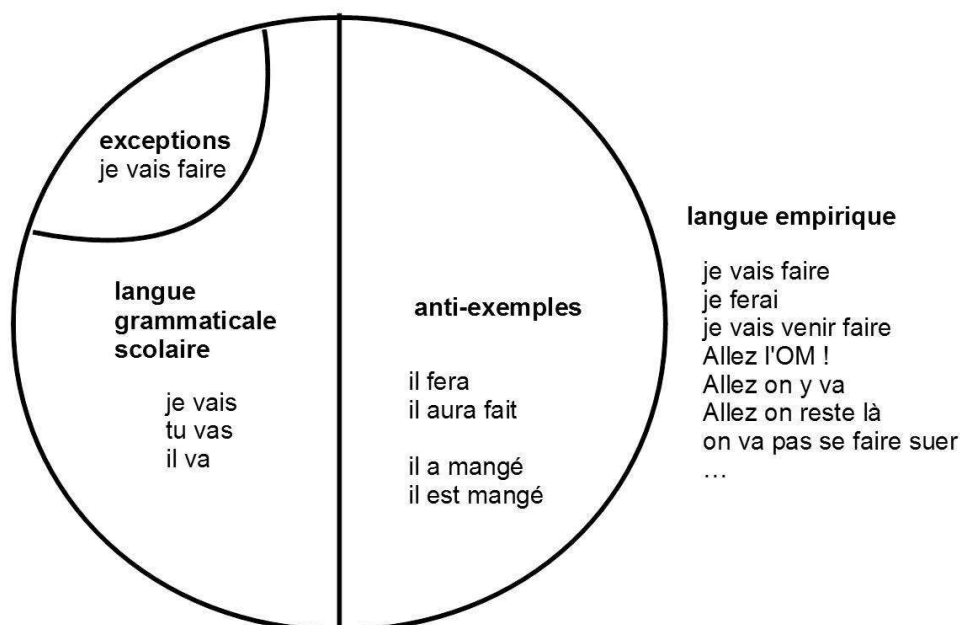 exceptions
je vais faire
langue
grammaticale
scolaire
je vais
tu vas
il va
anti-exemples
il fera
il aura fait
il a mangé
il est mangé
langue empirique
je vais faire
je ferai
je vais venir faire
Allez l'OM !
Allez on y va
Allez on reste là
on va pas se faire suer
…